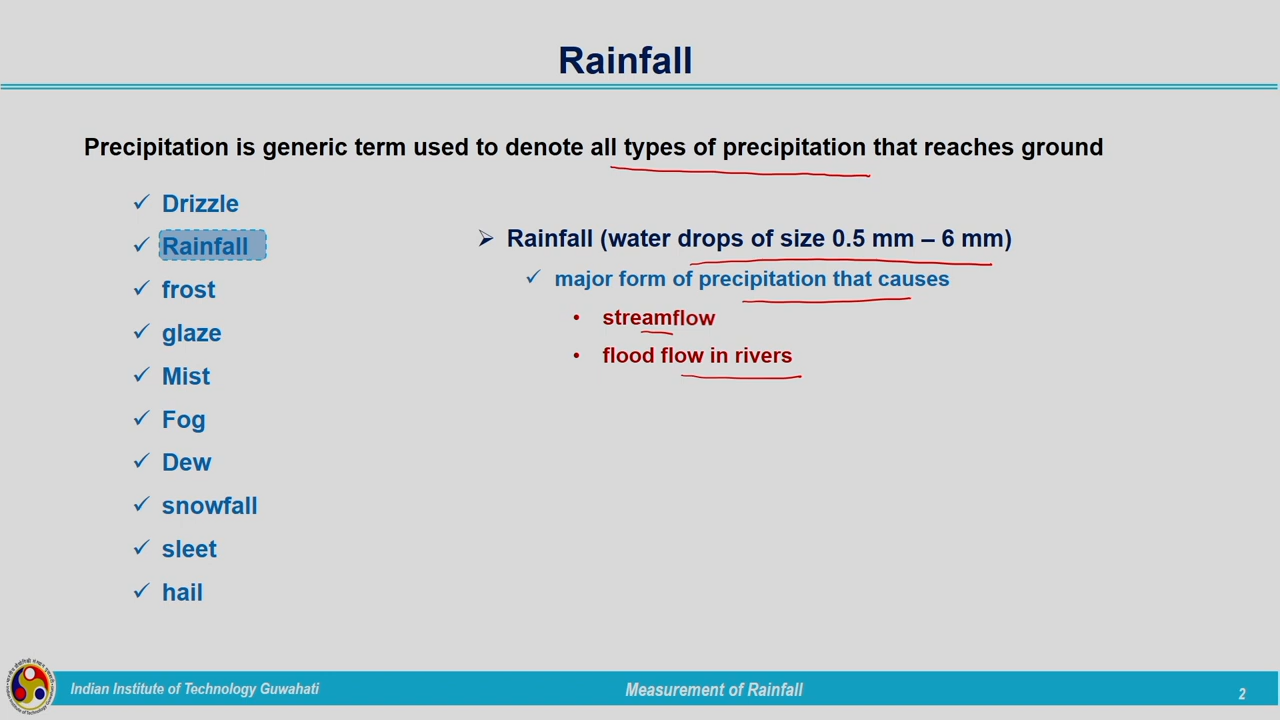 Rainfall
Precipitation is generic term used to denote all types of precipitation that reaches ground
✓ Drizzle
✓ Rainfall
✓ frost
✓ glaze
✓ Mist
✓ Fog
✓ Dew
✓ snowfall
✓ sleet
✓ hail
➢ Rainfall (water drops of size 0.5 mm – 6 mm)
✓ major form of precipitation that causes
• streamflow
• flood flow in rivers
Indian Institute of Technology Guwahati
Measurement of Rainfall
2